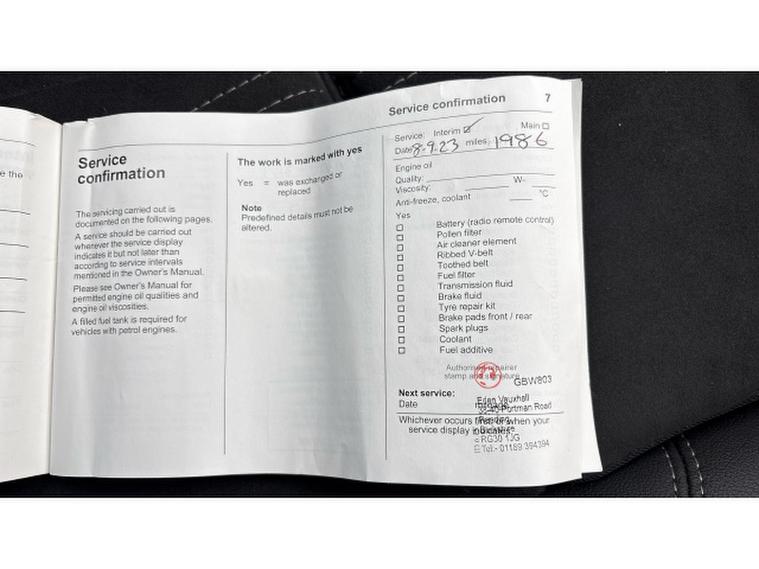 e the
Service
confirmation
The servicing carried out is
documented on the following pages.
A service should be carried out
whenever the service display
indicates it but not later than
according to service intervals
mentioned in the Owner's Manual.
Please see Owner's Manual for
permitted engine oil qualities and
engine oil viscosities.
A filled fuel tank is required for
vehicles with petrol engines.
The work is marked with yes
Yes = was exchanged or
replaced
Note
Predefined details must not be
altered.
Service confirmation 7
Service: Interim Main
Date 8.9.23 miles: 1986
Engine oil
Quality:
Viscosity: W-
Anti-freeze, coolant °C
Yes
Battery (radio remote control)
Pollen filter
Air cleaner element
Ribbed V-belt
Toothed belt
Fuel filter
Transmission fluid
Brake fluid
Tyre repair kit
Brake pads front / rear
Spark plugs
Coolant
Fuel additive
Authorised repairer
stamp and signature
GBW803
Next service:
Date
Vauxhall
38-40 Portman Road
Whichever occurs first or when your
service display indicates
RG30 1JG
Tel:- 01189 394394